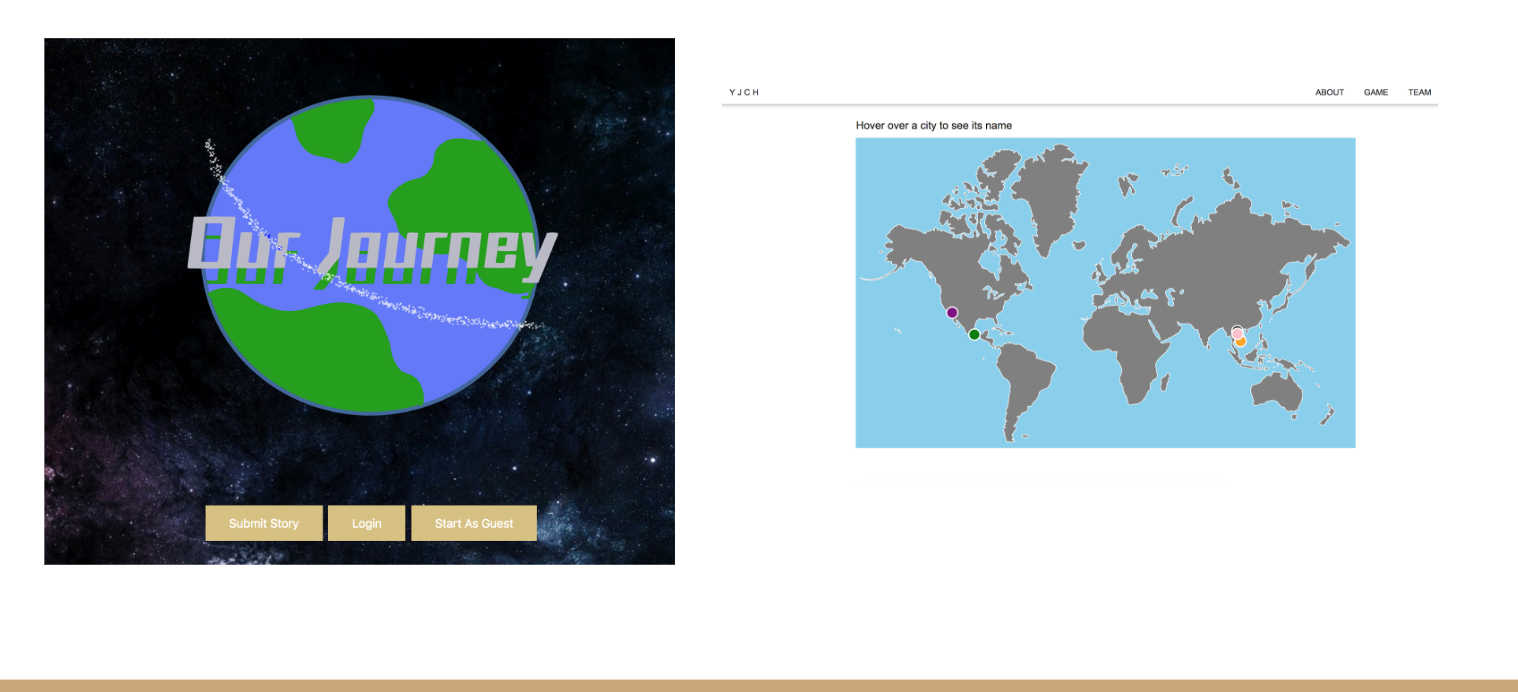 Our Journey
Submit Story
Login
Start As Guest
Y J C H
ABOUT
GAME
TEAM
Hover over a city to see its name